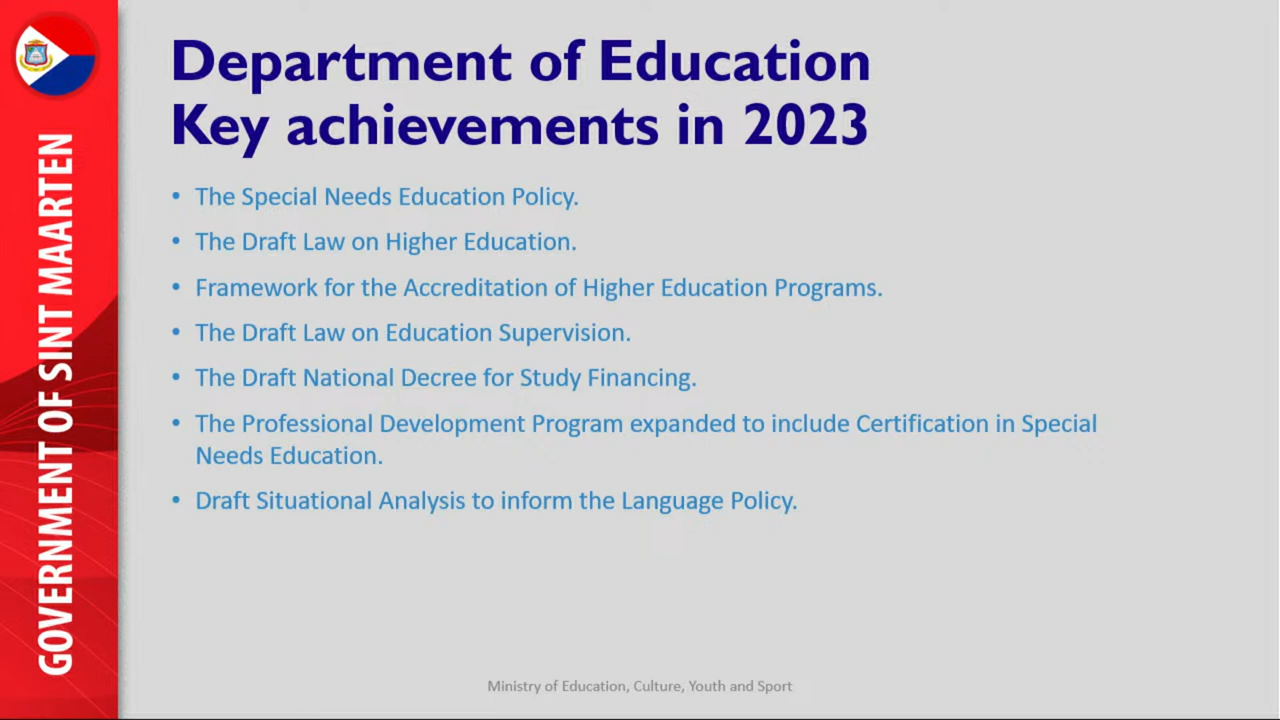 GOVERNMENT OF SINT MAARTEN
Department of Education
Key achievements in 2023
• The Special Needs Education Policy.
• The Draft Law on Higher Education.
• Framework for the Accreditation of Higher Education Programs.
• The Draft Law on Education Supervision.
• The Draft National Decree for Study Financing.
• The Professional Development Program expanded to include Certification in Special
Needs Education.
• Draft Situational Analysis to inform the Language Policy.
Ministry of Education, Culture, Youth and Sport